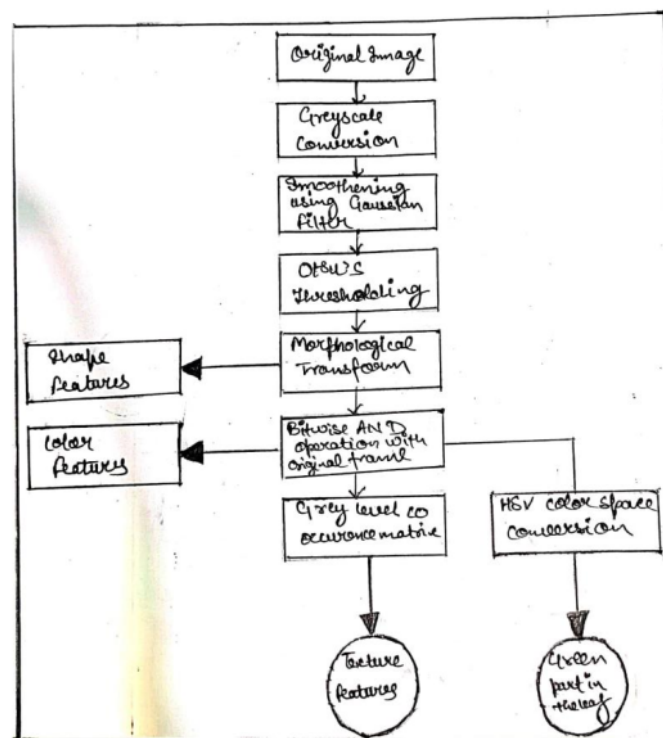 Original Image
Greyscale
Conversion
Smoothening
using Gaussian
filter
OTSU'S
Thresholding
Morphological
Transform
Shape
features
Bitwise AND
operation with
original frame
Color
Features
Grey level co
occurence matrix
HSV color space
conversion
Texture
features
Green
part in
the leaf